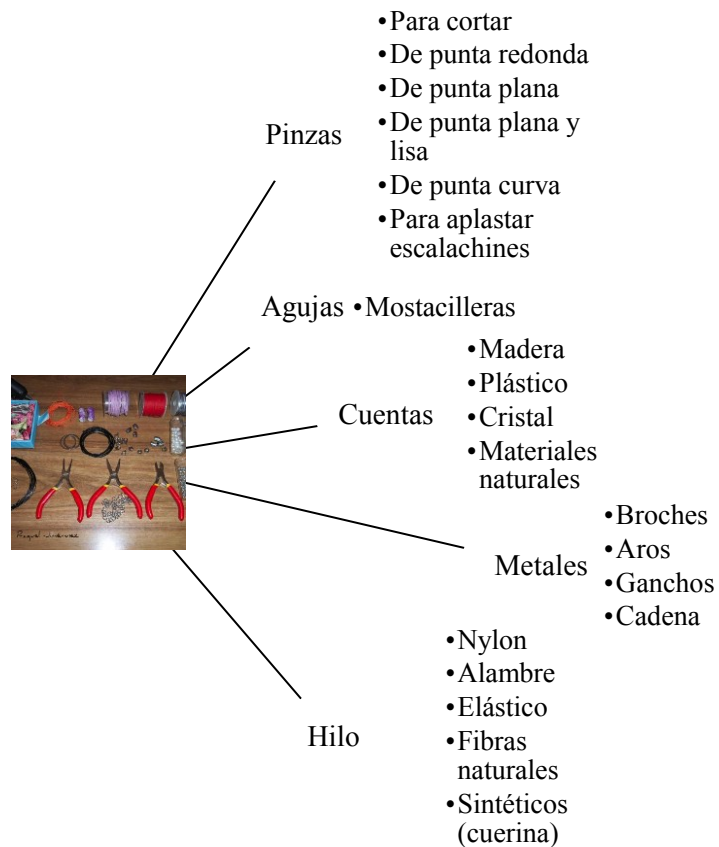 Pinzas
•Para cortar
•De punta redonda
•De punta plana
•De punta plana y
lisa
•De punta curva
•Para aplastar
escalachines
Agujas •Mostacilleras
Cuentas
•Madera
•Plástico
•Cristal
•Materiales
naturales
Metales
•Broches
•Aros
•Ganchos
•Cadena
Hilo
•Nylon
•Alambre
•Elástico
•Fibras
naturales
•Sintéticos
(cuerina)